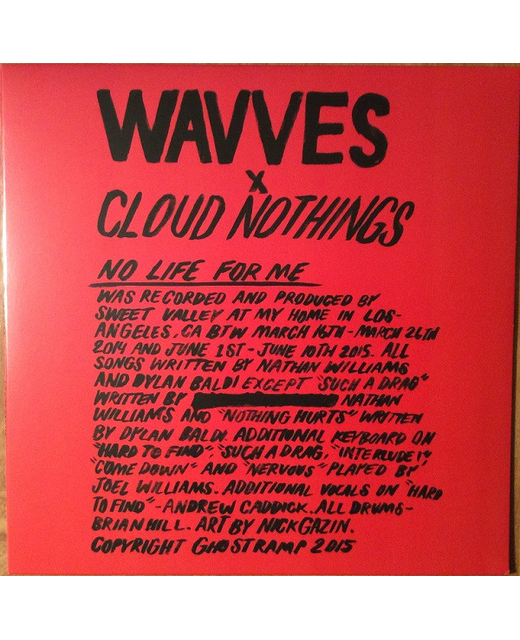 WAVVES
X
CLOUD NOTHINGS
NO LIFE FOR ME
WAS RECORDED AND PRODUCED BY
SWEET VALLEY AT MY HOME IN LOS-
ANGELES, CA BTW MARCH 16TH - MARCH 26TH
2014 AND JUNE 1ST - JUNE 10TH 2015. ALL
SONGS WRITTEN BY NATHAN WILLIAMS
AND DYLAN BALDI EXCEPT "SUCH A DRAG"
WRITTEN BY NATHAN
WILLIAMS AND "NOTHING HURTS" WRITTEN
BY DYLAN BALDI. ADDITIONAL KEYBOARD ON
"HARD TO FIND", "SUCH A DRAG, "INTERLUDE I"
"COME DOWN" AND "NERVOUS" PLAYED BY
JOEL WILLIAMS. ADDITIONAL VOCALS ON "HARD
TO FIND" - ANDREW CADDICK. ALL DRUMS -
BRIAN HILL. ART BY NICK GAZIN.
COPYRIGHT GHOST RAMP 2015